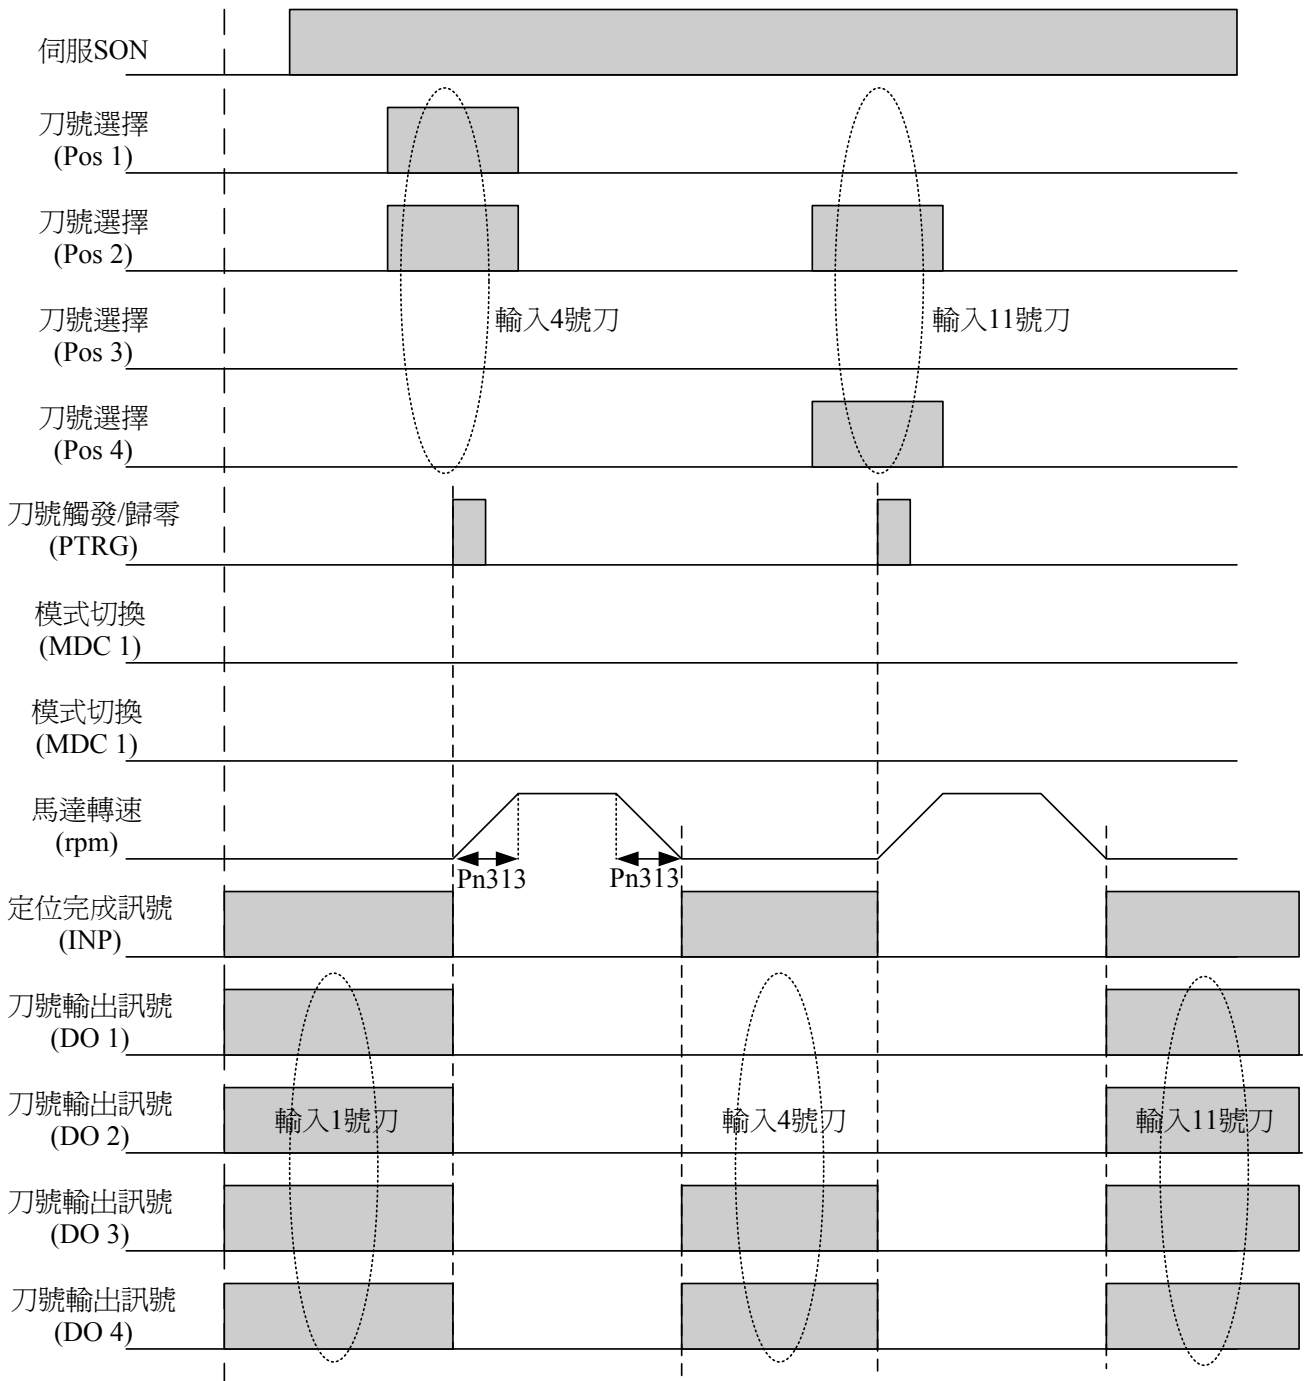 伺服SON
刀號選擇
(Pos 1)
刀號選擇
(Pos 2)
輸入4號刀
輸入11號刀
刀號選擇
(Pos 3)
刀號選擇
(Pos 4)
刀號觸發/歸零
(PTRG)
模式切換
(MDC 1)
模式切換
(MDC 1)
馬達轉速
(rpm)
Pn313
Pn313
定位完成訊號
(INP)
刀號輸出訊號
(DO 1)
刀號輸出訊號
(DO 2)
輸入1號刀
輸入4號刀
輸入11號刀
刀號輸出訊號
(DO 3)
刀號輸出訊號
(DO 4)